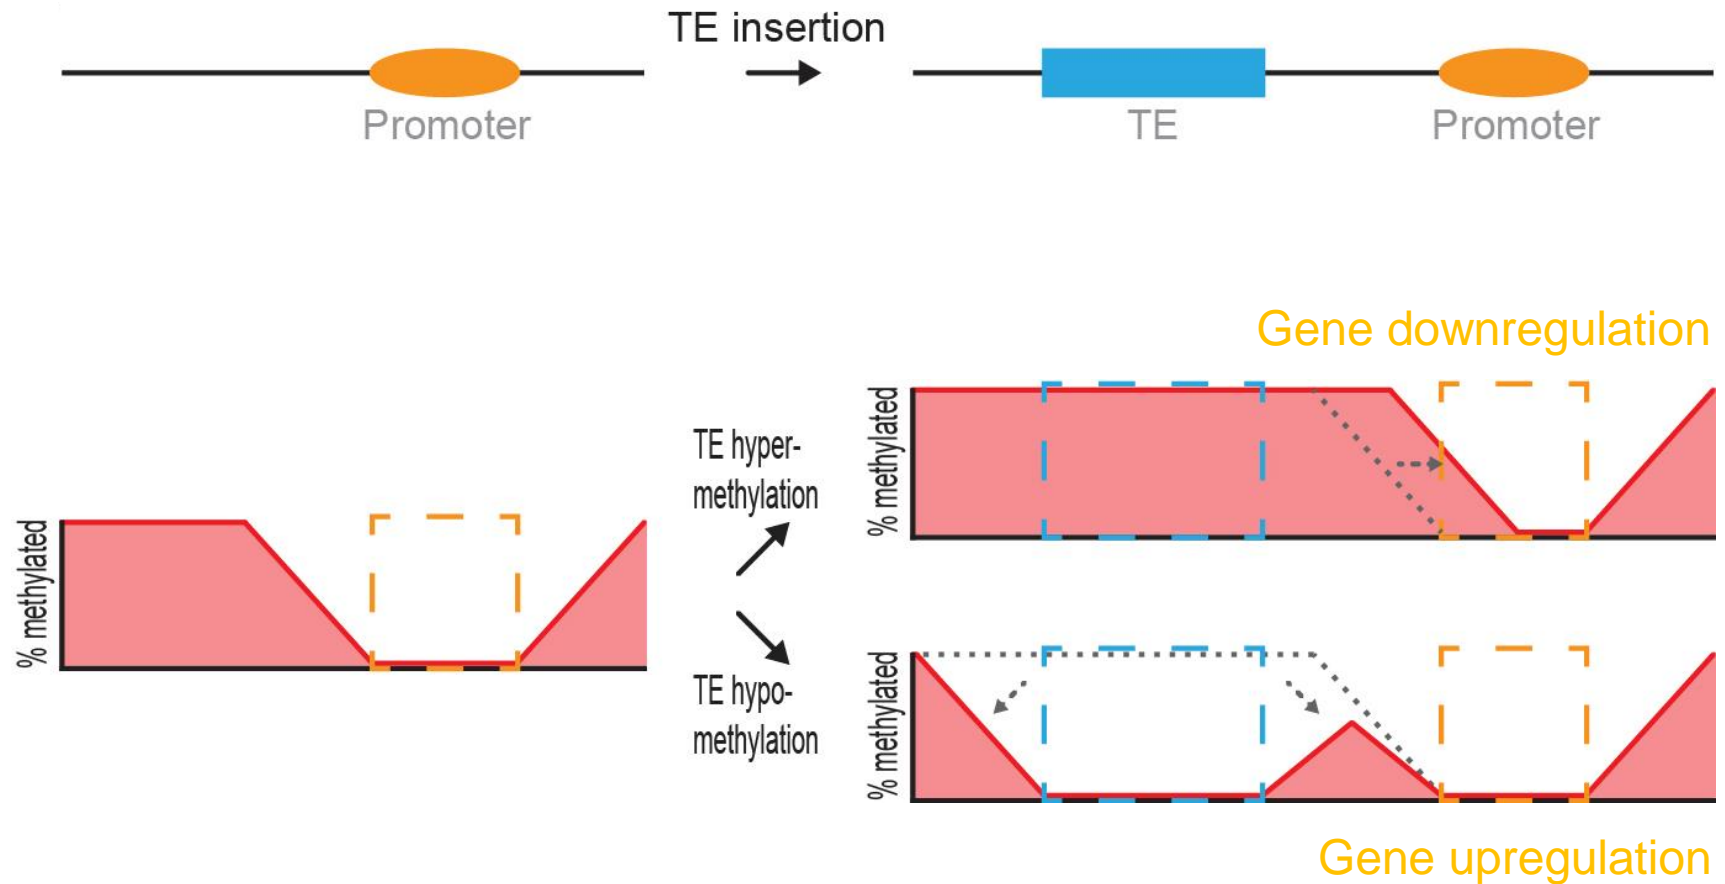 TE insertion
Promoter
TE
Promoter
Gene downregulation
% methylated
TE hyper-
methylation
% methylated
TE hypo-
methylation
% methylated
Gene upregulation